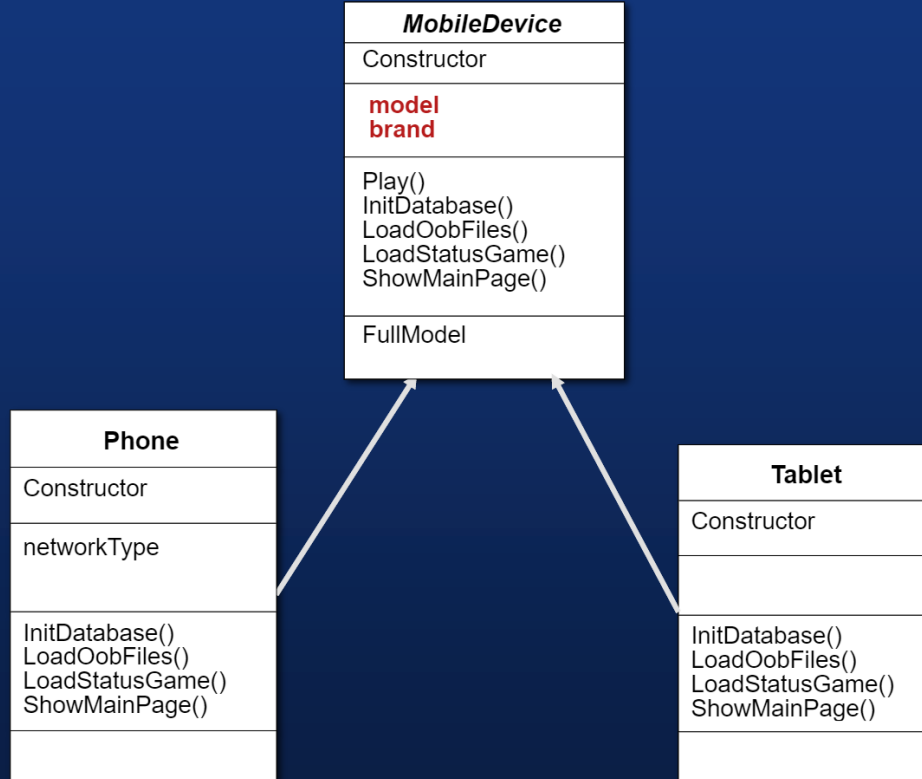 MobileDevice
Constructor
model
brand
Play()
InitDatabase()
LoadOobFiles()
LoadStatusGame()
ShowMainPage()
FullModel
Phone
Constructor
networkType
InitDatabase()
LoadOobFiles()
LoadStatusGame()
ShowMainPage()
Tablet
Constructor
InitDatabase()
LoadOobFiles()
LoadStatusGame()
ShowMainPage()